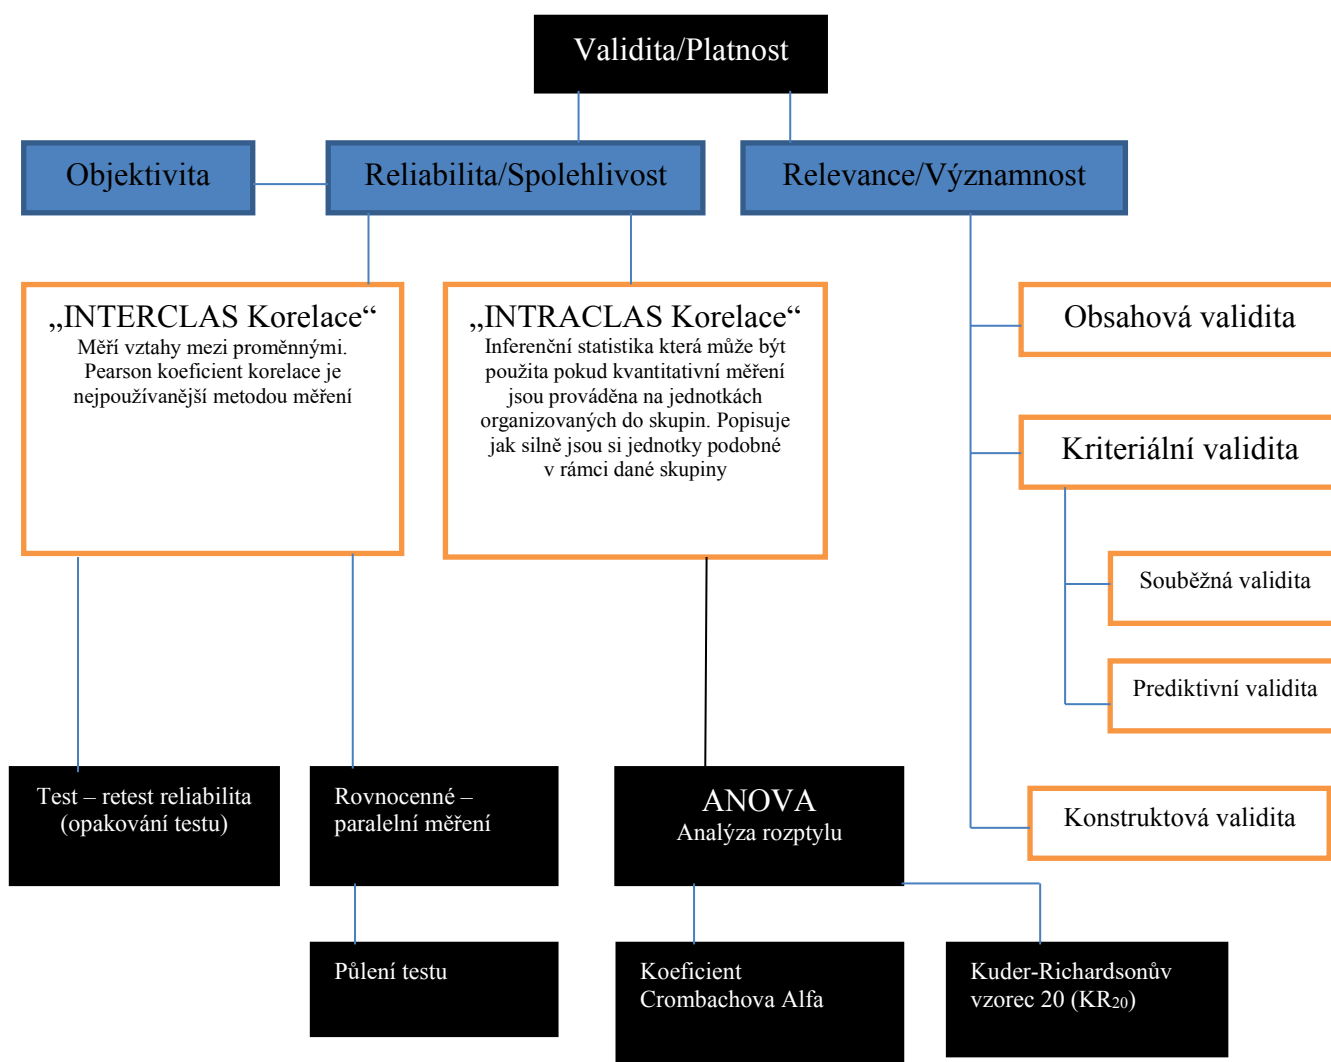 Validita/Platnost
Objektivita
Reliabilita/Spolehlivost
Relevance/Významnost
„INTERCLAS Korelace“
Měří vztahy mezi proměnnými.
Pearson koeficient korelace je
nejpoužívanější metodou měření
„INTRACLAS Korelace“
Inferenční statistika která může být
použita pokud kvantitativní měření
jsou prováděna na jednotkách
organizovaných do skupin. Popisuje
jak silně jsou si jednotky podobné
v rámci dané skupiny
Obsahová validita
Kriteriální validita
Souběžná validita
Prediktivní validita
Konstruktová validita
Test – retest reliabilita
(opakování testu)
Rovnocenné –
paralelní měření
ANOVA
Analýza rozptylu
Půlení testu
Koeficient
Crombachova Alfa
Kuder-Richardsonův
vzorec 20 (KR20)